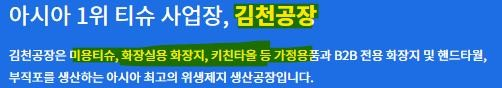 아시아 1위 티슈 사업장, 김천공장
김천공장은 미용티슈, 화장실용 화장지, 키친타올 등 가정용품과 B2B 전용 화장지 및 핸드타월,
부직포를 생산하는 아시아 최고의 위생제지 생산공장입니다.